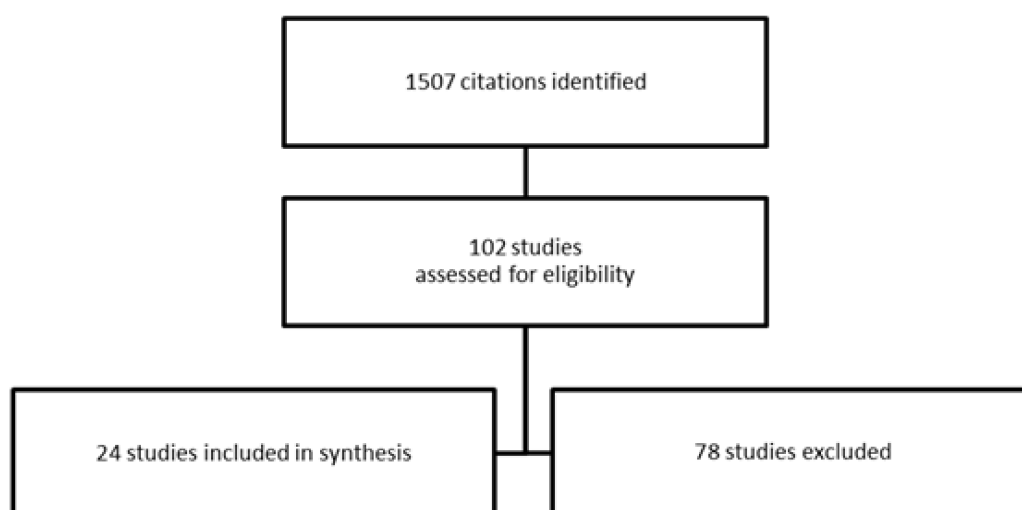 1507 citations identified
102 studies
assessed for eligibility
24 studies included in synthesis
78 studies excluded